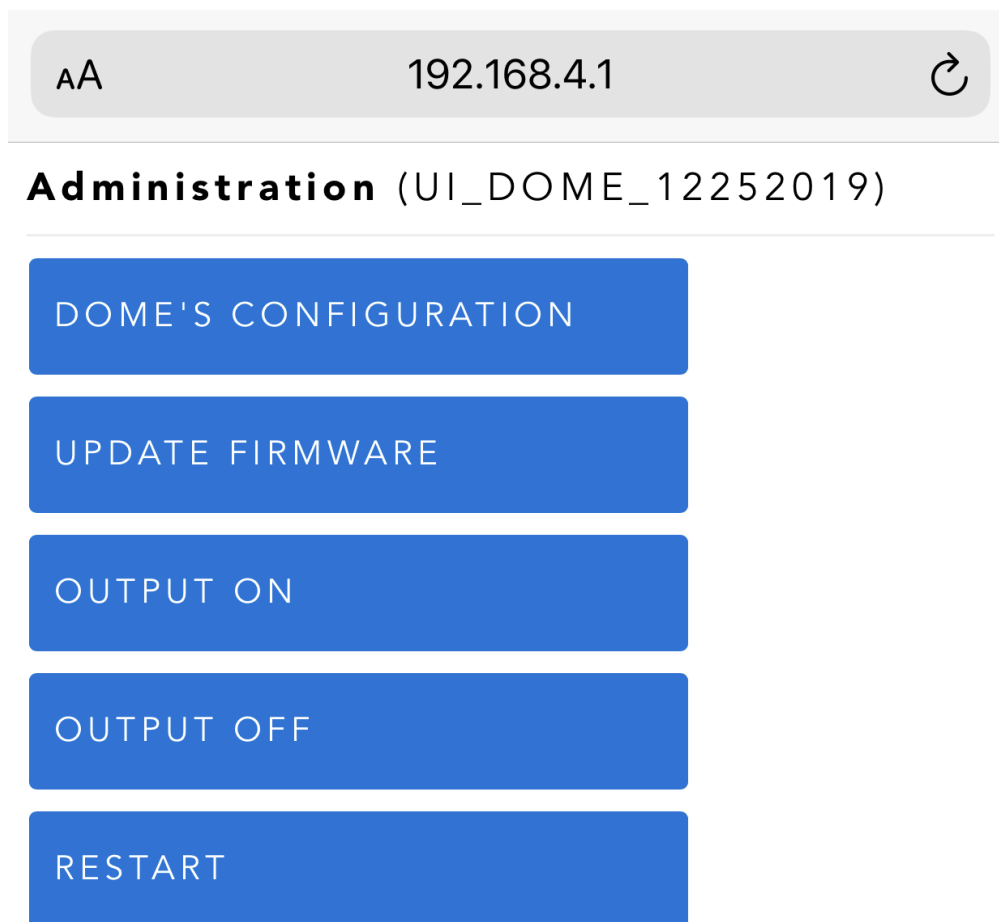 AA 192.168.4.1
Administration (UI_DOME_12252019)
DOME'S CONFIGURATION
UPDATE FIRMWARE
OUTPUT ON
OUTPUT OFF
RESTART